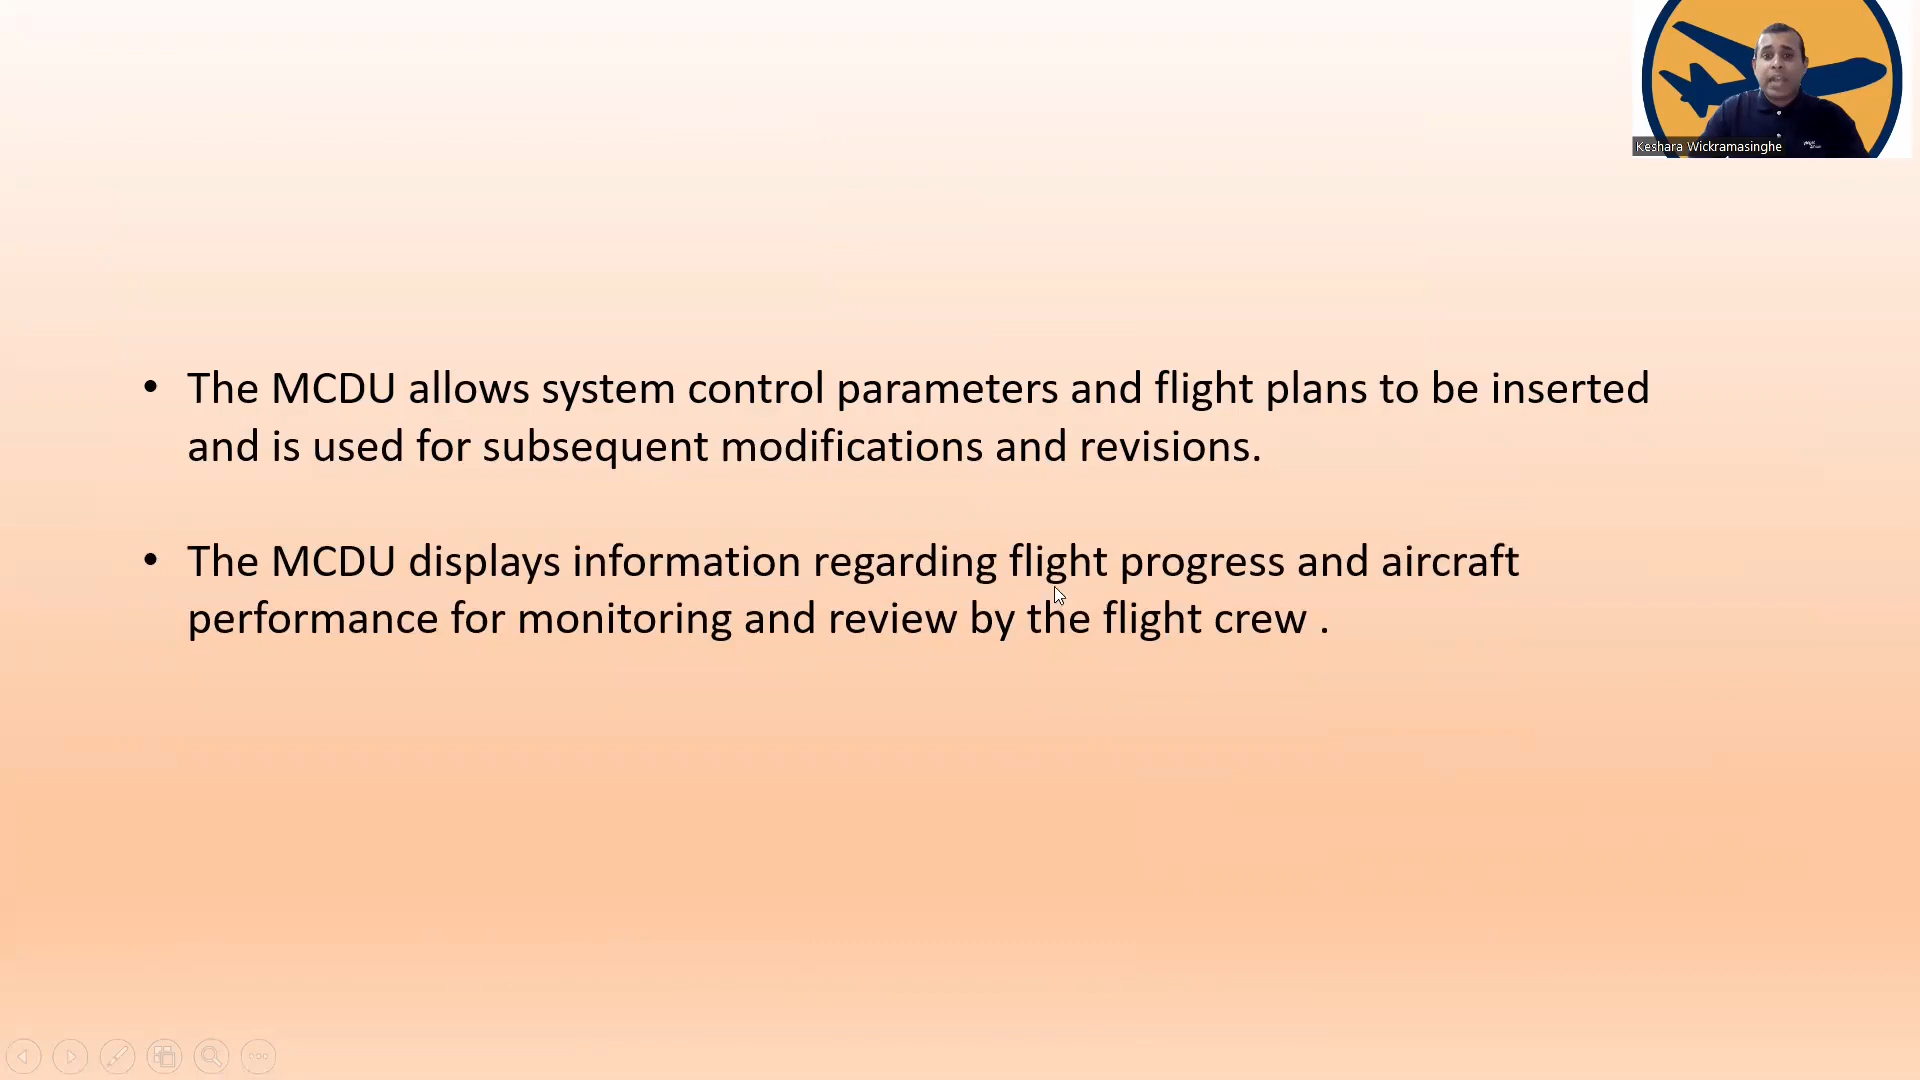 Keshara Wickramasinghe
• The MCDU allows system control parameters and flight plans to be inserted
and is used for subsequent modifications and revisions.
• The MCDU displays information regarding flight progress and aircraft
performance for monitoring and review by the flight crew .